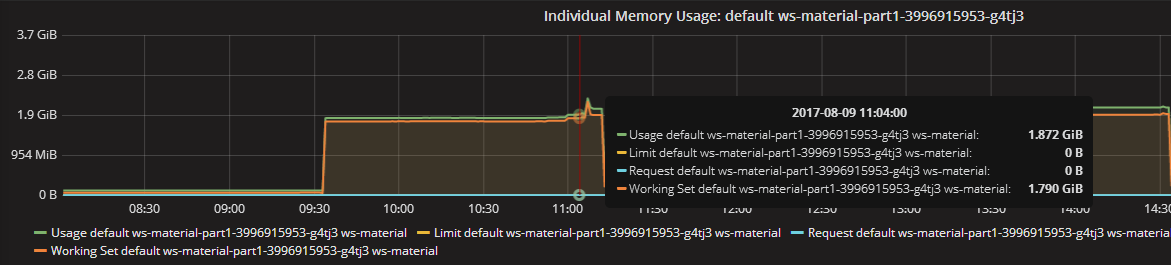 Individual Memory Usage: default ws-material-part1-3996915953-g4tj3
3.7 GiB
2.8 GiB
1.9 GiB
954 MiB
0 B
2017-08-09 11:04:00
Usage default ws-material-part1-3996915953-g4tj3 ws-material: 1.872 GiB
Limit default ws-material-part1-3996915953-g4tj3 ws-material: 0 B
Request default ws-material-part1-3996915953-g4tj3 ws-material: 0 B
Working Set default ws-material-part1-3996915953-g4tj3 ws-material: 1.790 GiB
08:30 09:00 09:30 10:00 10:30 11:00 11:30 12:00 12:30 13:00 13:30 14:00 14:30
Usage default ws-material-part1-3996915953-g4tj3 ws-material Limit default ws-material-part1-3996915953-g4tj3 ws-material Request default ws-material-part1-3996915953-g4tj3 ws-materia
Working Set default ws-material-part1-3996915953-g4tj3 ws-material